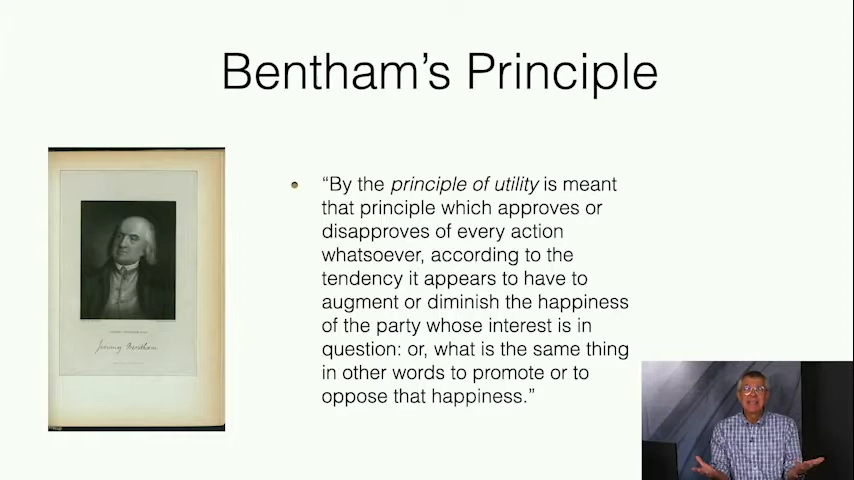 Bentham's Principle
“By the principle of utility is meant
that principle which approves or
disapproves of every action
whatsoever, according to the
tendency it appears to have to
augment or diminish the happiness
of the party whose interest is in
question: or, what is the same thing
in other words to promote or to
oppose that happiness.”
Jeremy Bentham